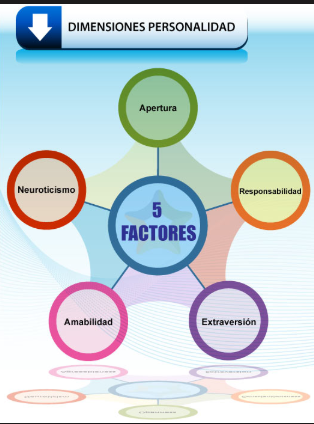 DIMENSIONES PERSONALIDAD
Apertura
Neuroticismo
Responsabilidad
5
FACTORES
Amabilidad
Extraversión